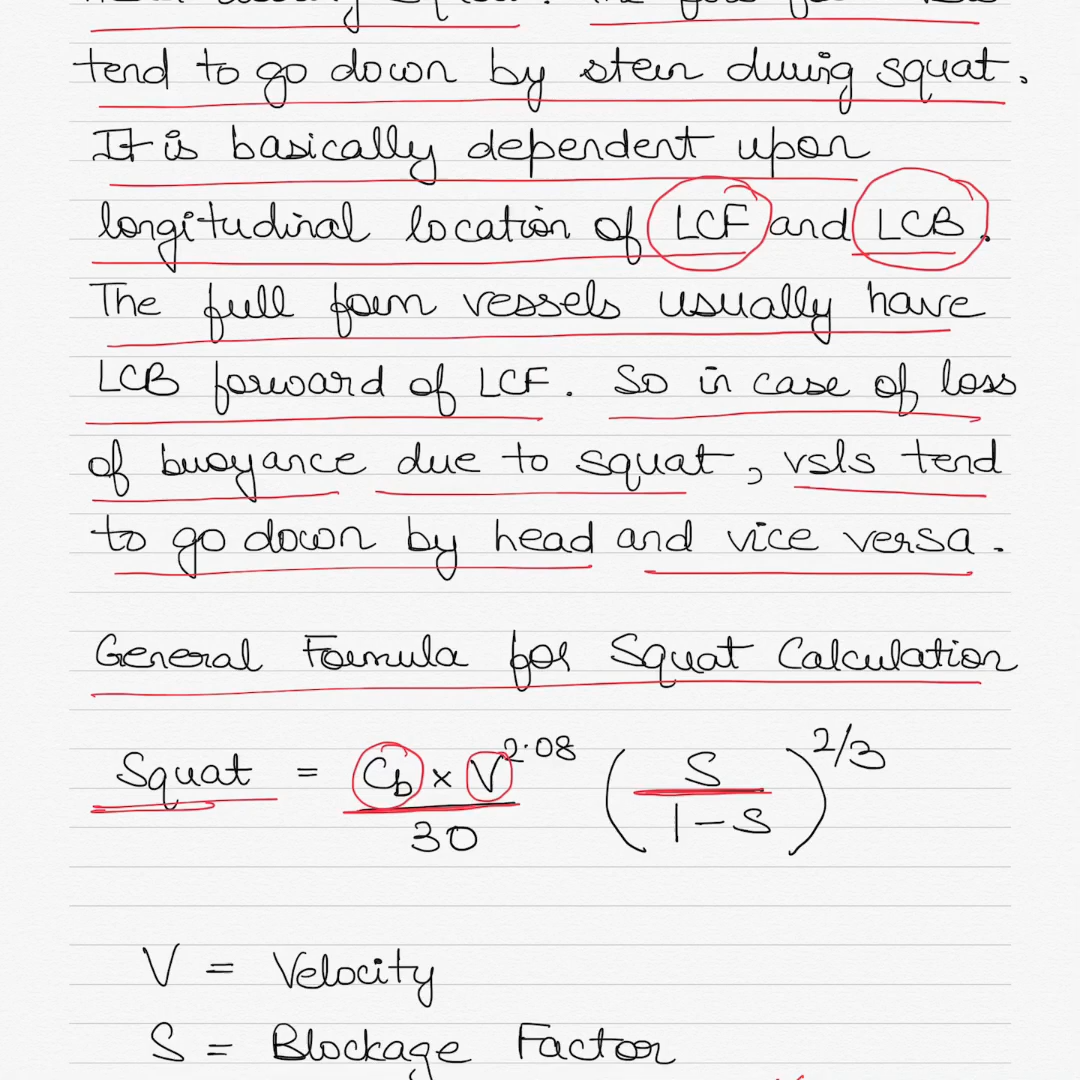 tend to go down by stern during squat.
It is basically dependent upon
longitudinal location of LCF and LCB.
The full form vessels usually have
LCB forward of LCF. So in case of loss
of buoyance due to squat, vsls tend
to go down by head and vice versa.
General Formula for Squat Calculation
Squat = Cb x V^2.08 / 30 (S / 1-S)^2/3
V = Velocity
S = Blockage Factor